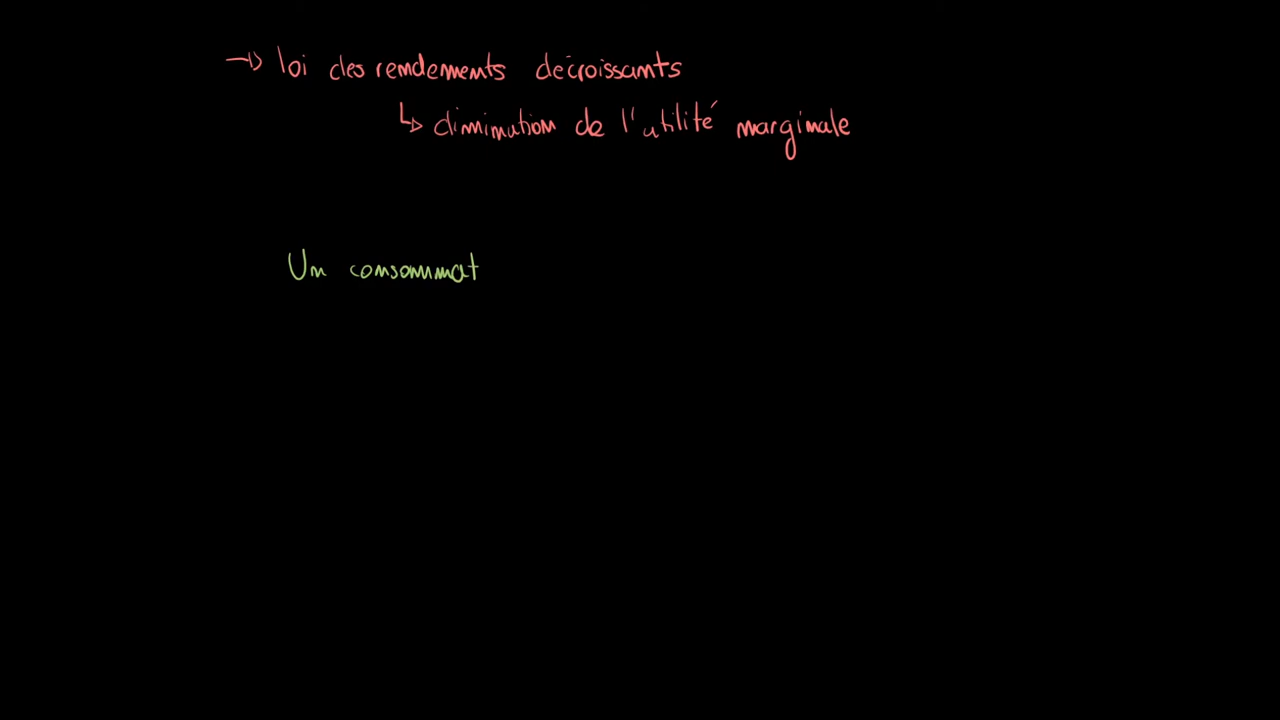 → loi des rendements décroissants
↳ diminution de l'utilité marginale
Un consommat